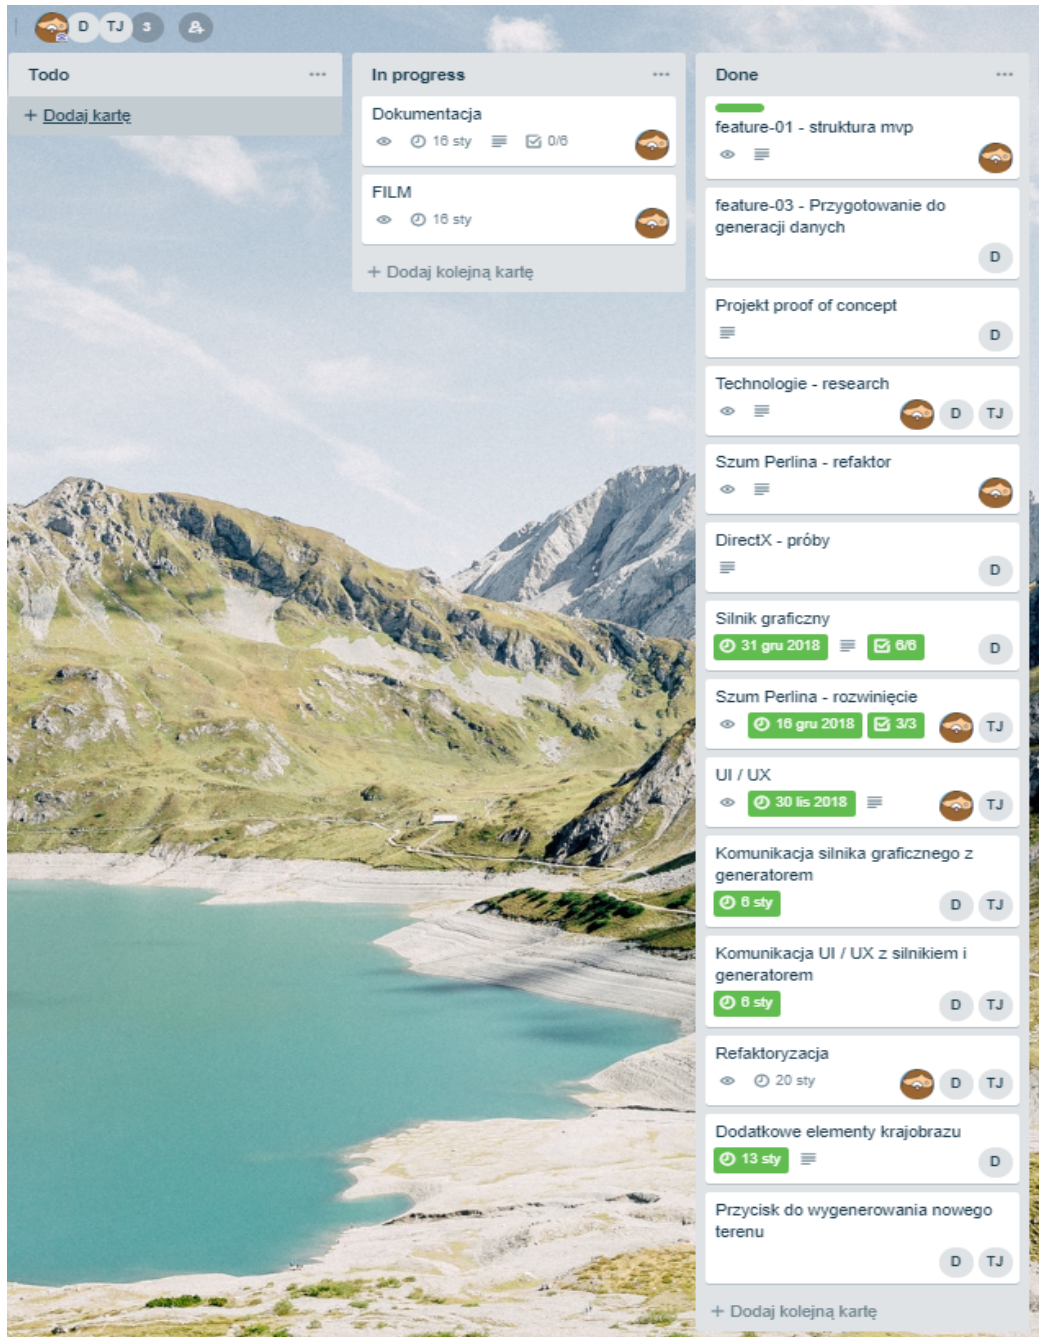 D TJ 3
Todo
+ Dodaj kartę
In progress
Dokumentacja
16 sty 0/6
FILM
16 sty
+ Dodaj kolejną kartę
Done
feature-01 - struktura mvp
feature-03 - Przygotowanie do
generacji danych
D
Projekt proof of concept
D
Technologie - research
D TJ
Szum Perlina - refaktor
DirectX - próby
D
Silnik graficzny
31 gru 2018 6/6 D
Szum Perlina - rozwinięcie
16 gru 2018 3/3 TJ
UI / UX
30 lis 2018 TJ
Komunikacja silnika graficznego z
generatorem
6 sty D TJ
Komunikacja UI / UX z silnikiem i
generatorem
6 sty D TJ
Refaktoryzacja
20 sty D TJ
Dodatkowe elementy krajobrazu
13 sty D
Przycisk do wygenerowania nowego
terenu
D TJ
+ Dodaj kolejną kartę